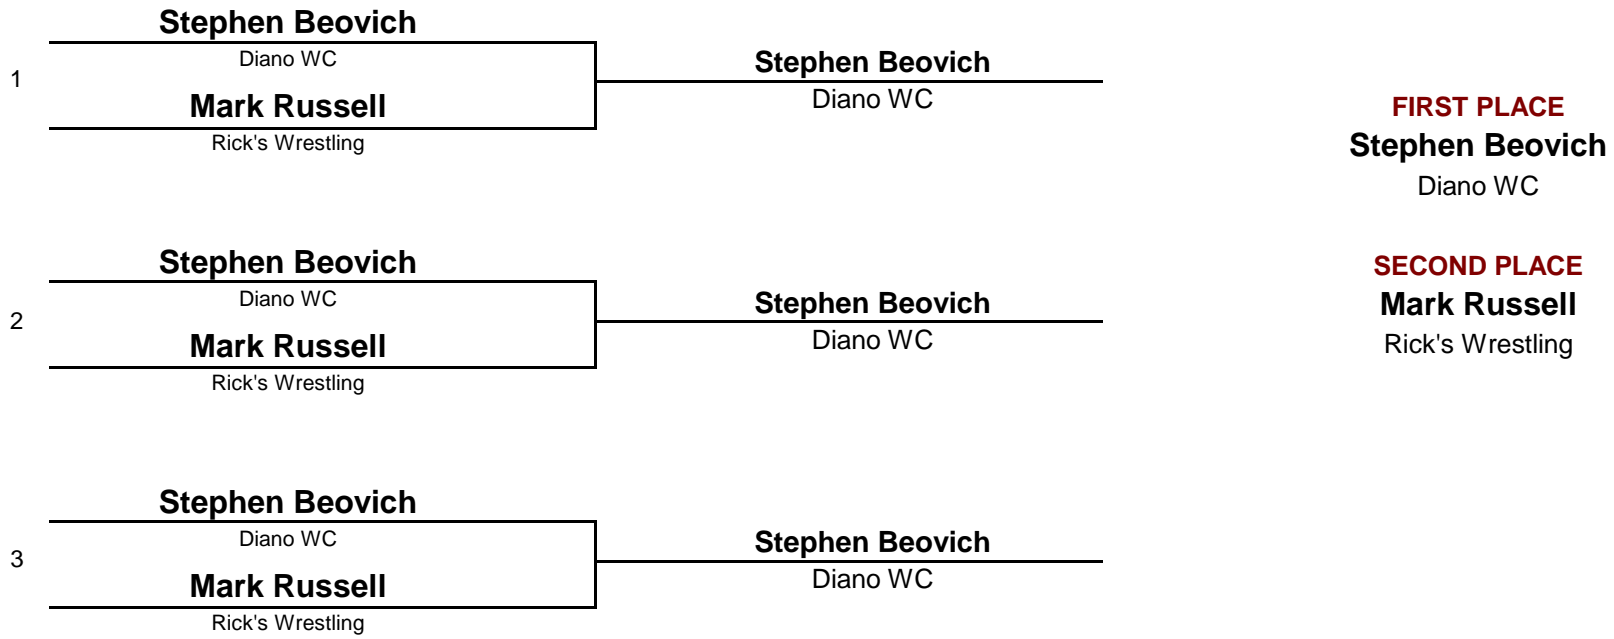 Stephen Beovich
Diano WC
1
Mark Russell
Rick's Wrestling
Stephen Beovich
Diano WC
FIRST PLACE
Stephen Beovich
Diano WC
Stephen Beovich
Diano WC
2
Mark Russell
Rick's Wrestling
Stephen Beovich
Diano WC
SECOND PLACE
Mark Russell
Rick's Wrestling
Stephen Beovich
Diano WC
3
Mark Russell
Rick's Wrestling
Stephen Beovich
Diano WC